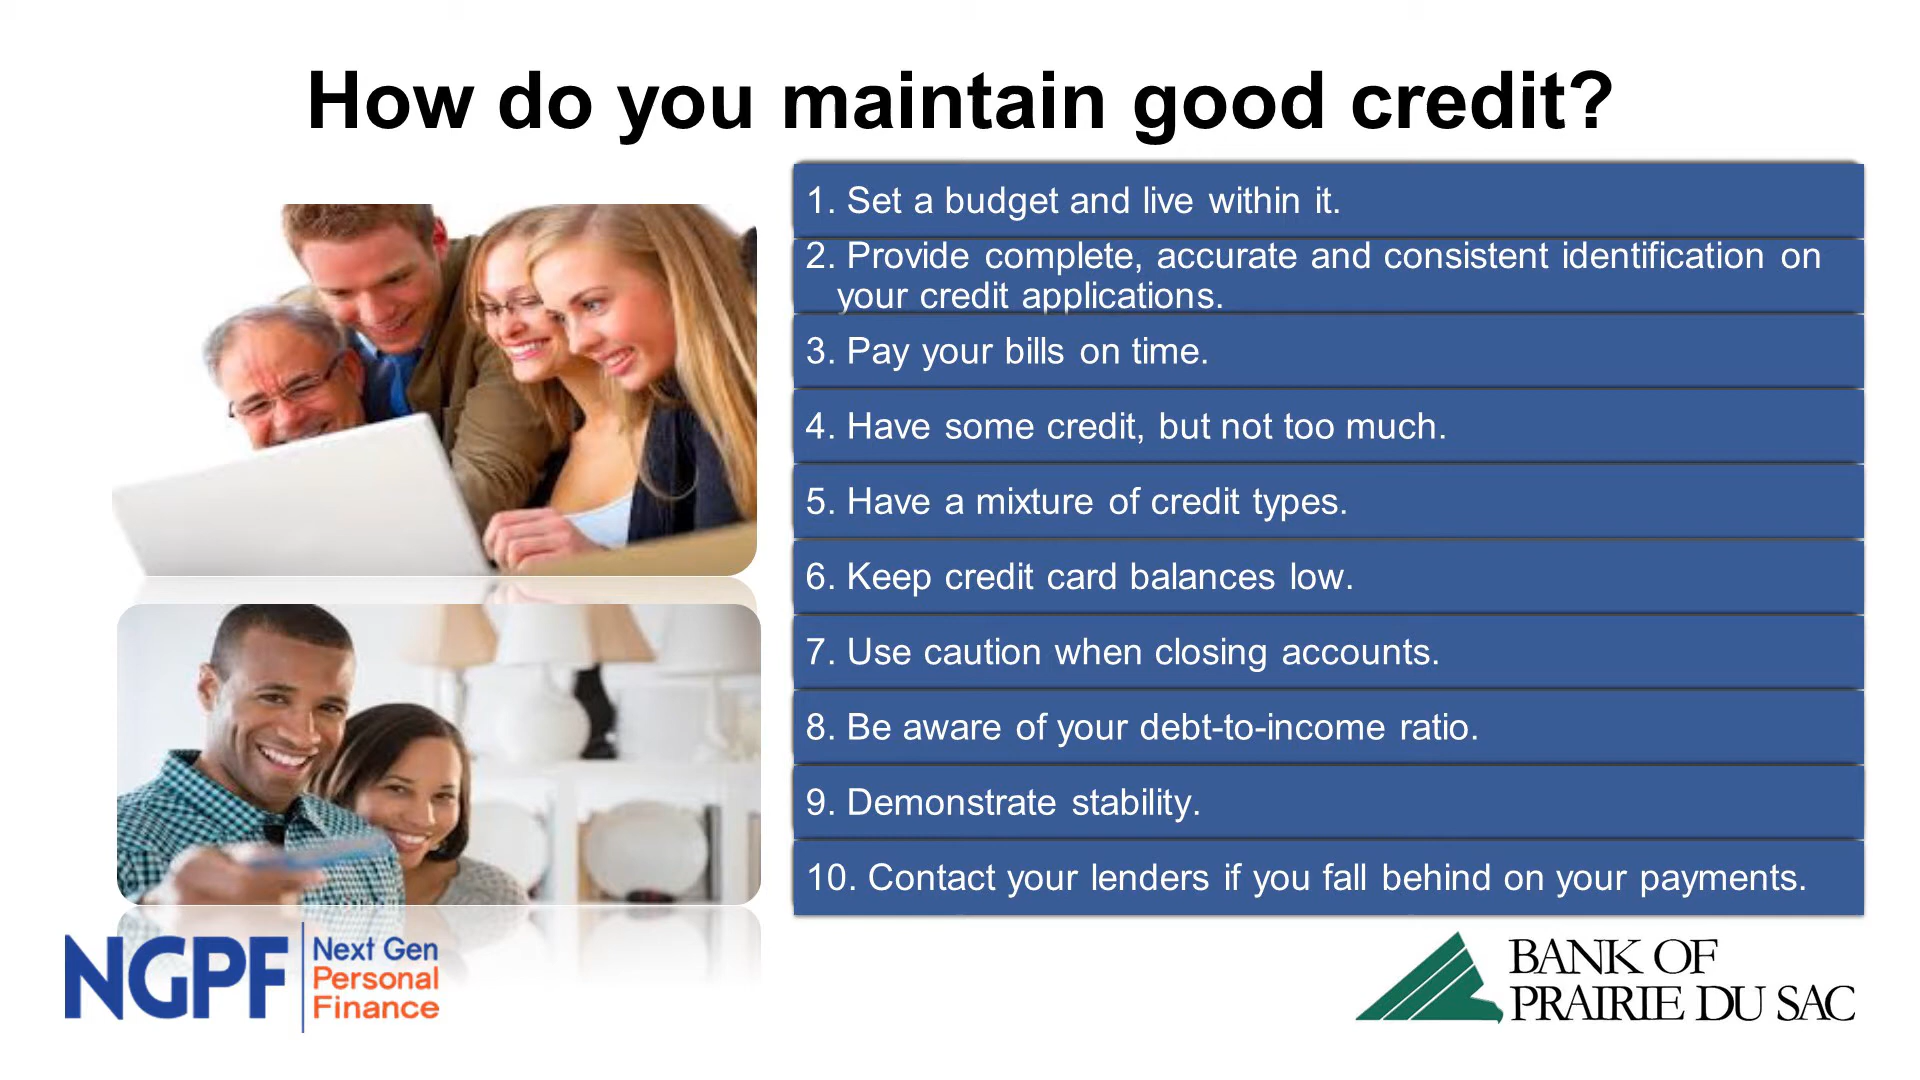 How do you maintain good credit?
1. Set a budget and live within it.
2. Provide complete, accurate and consistent identification on
your credit applications.
3. Pay your bills on time.
4. Have some credit, but not too much.
5. Have a mixture of credit types.
6. Keep credit card balances low.
7. Use caution when closing accounts.
8. Be aware of your debt-to-income ratio.
9. Demonstrate stability.
10. Contact your lenders if you fall behind on your payments.
NGPF
Next Gen
Personal
Finance
BANK OF
PRAIRIE DU SAC